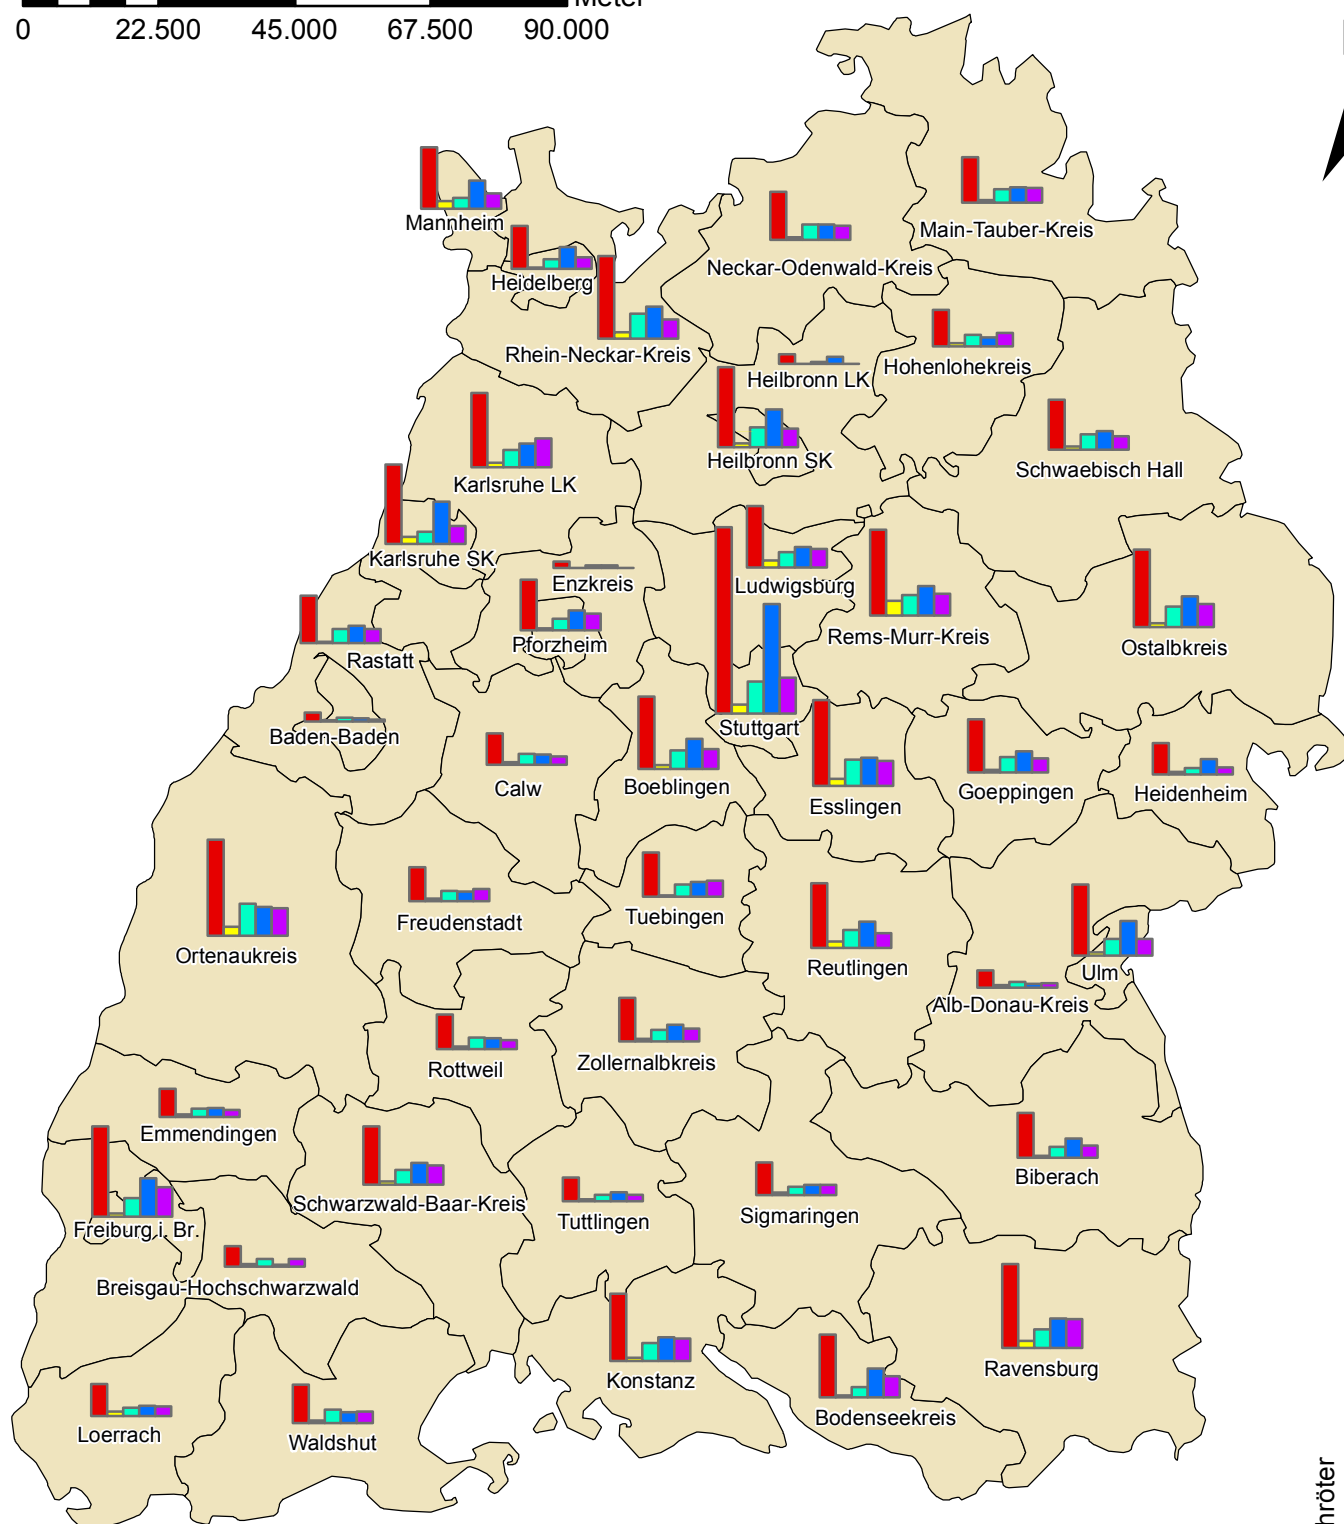 Meter
0 22.500 45.000 67.500 90.000
Mannheim
Main-Tauber-Kreis
Neckar-Odenwald-Kreis
Heidelberg
Rhein-Neckar-Kreis
Hohenlohekreis
Heilbronn LK
Heilbronn SK
Schwaebisch Hall
Karlsruhe LK
Karlsruhe SK
Enzkreis
Ludwigsburg
Rems-Murr-Kreis
Pforzheim
Ostalbkreis
Rastatt
Stuttgart
Baden-Baden
Calw
Boeblingen
Esslingen
Goeppingen
Heidenheim
Tuebingen
Freudenstadt
Ortenaukreis
Reutlingen
Ulm
Alb-Donau-Kreis
Rottweil
Zollernalbkreis
Emmendingen
Biberach
Schwarzwald-Baar-Kreis
Tuttlingen
Sigmaringen
Freiburg i. Br.
Breisgau-Hochschwarzwald
Ravensburg
Konstanz
Bodenseekreis
Loerrach
Waldshut
hröter